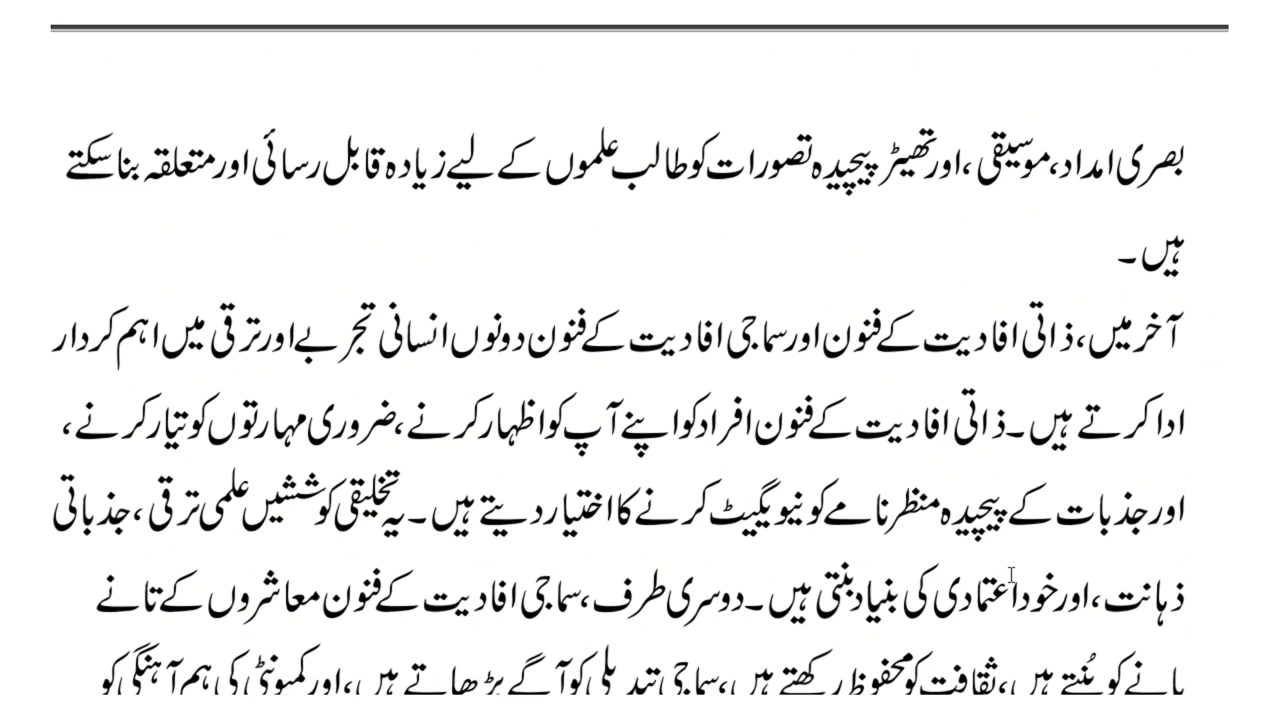 بصری امداد، موسیقی، اور تھیٹر پیچیدہ تصورات کو طالب علموں کے لیے زیادہ قابل رسائی اور متعلقہ بنا سکتے
ہیں۔
آخر میں، ذاتی افادیت کے فنون اور سماجی افادیت کے فنون دونوں انسانی تجربے اور ترقی میں اہم کردار
ادا کرتے ہیں۔ ذاتی افادیت کے فنون افراد کو اپنے آپ کو اظہار کرنے، ضروری مہارتوں کو تیار کرنے،
اور جذبات کے پیچیدہ منظر نامے کو نیویگیٹ کرنے کا اختیار دیتے ہیں۔ یہ تخلیقی کوششیں علمی ترقی، جذباتی
ذہانت، اور خود اعتمادی کی بنیاد بنتی ہیں۔ دوسری طرف، سماجی افادیت کے فنون معاشروں کے تانے
بانے کو بُنتے ہیں، ثقافت کو محفوظ رکھتے ہیں، سماجی تبدیلی کو آگے بڑھاتے ہیں، اور کمیونٹی کی ہم آہنگی کو